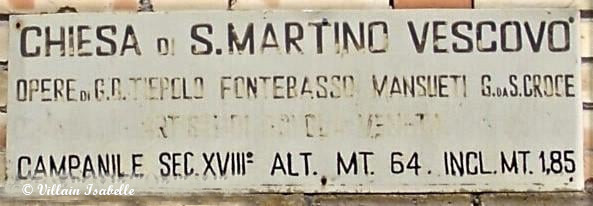 CHIESA DI S. MARTINO VESCOVO
OPERE DI G.B. TIEPOLO FONTEBASSO MANSUETI G. DA S. CROCE
CAMPANILE SEC. XVIII° ALT. MT. 64. INCL. MT. 1,85
© Villain Isabelle